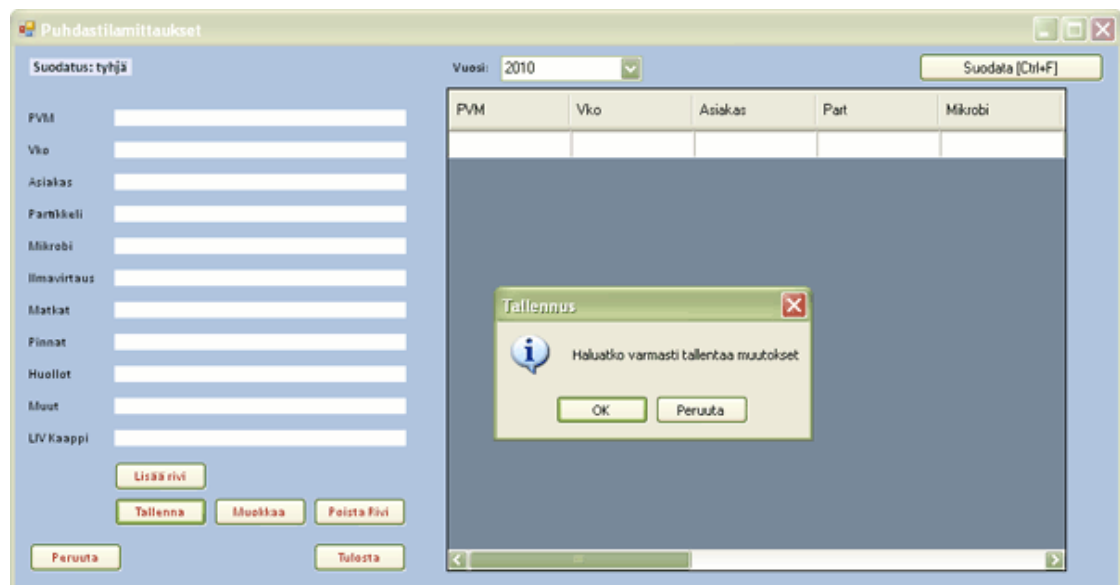 Puhdastilamittaukset
Suodatus: tyhjä
Vuosi: 2010
Suodata [Ctrl+F]
PVM
Vko
Asiakas
Partikkeli
Mikrobi
Ilmavirtaus
Matkat
Pinnat
Huollot
Muut
LIV Kaappi
PVM Vko Asiakas Part Mikrobi
Tallennus
Haluatko varmasti tallentaa muutokset
OK Peruuta
Lisää rivi
Tallenna Muokkaa Poista Rivi
Peruuta Tulosta